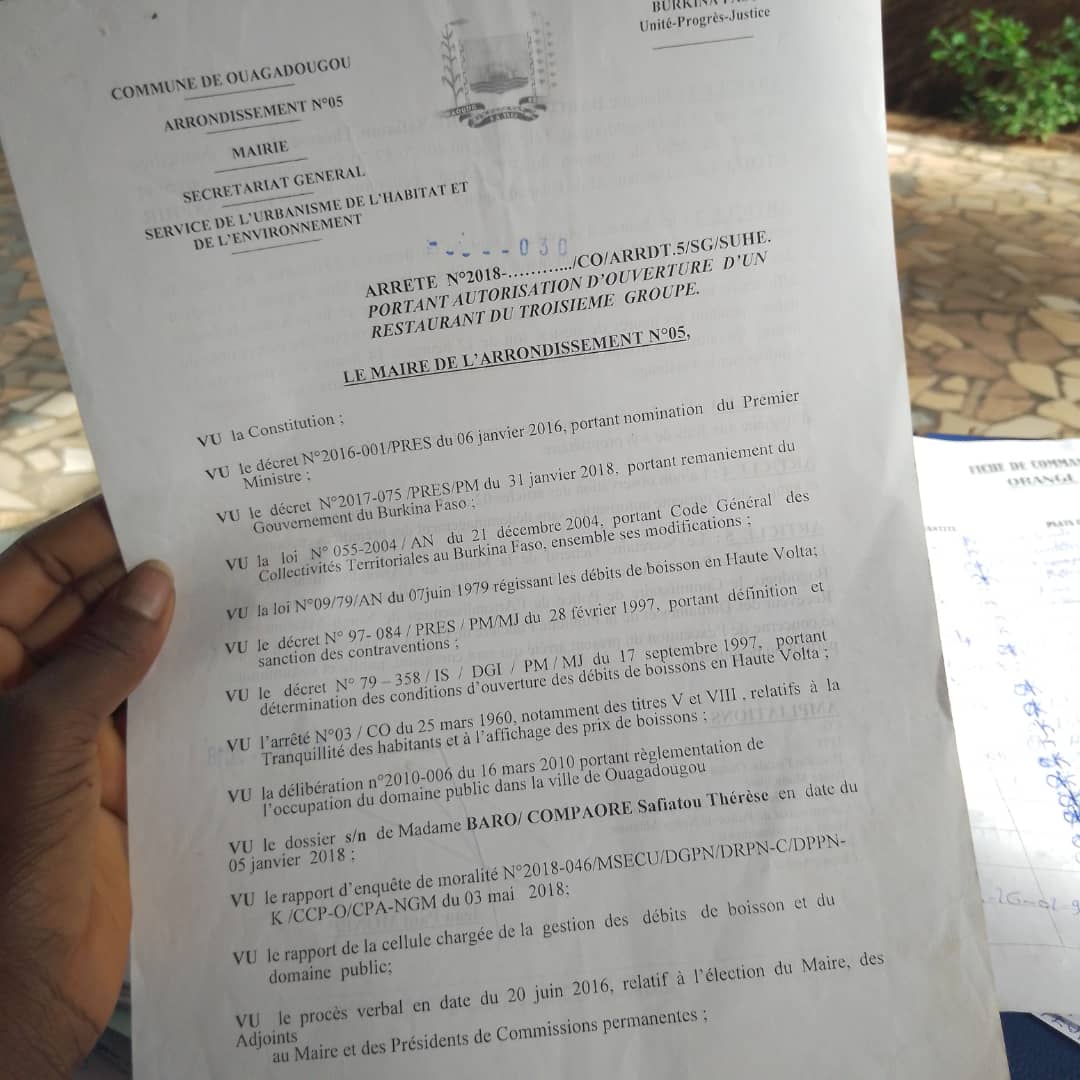 COMMUNE DE OUAGADOUGOU
ARRONDISSEMENT N°05
MAIRIE
SECRETARIAT GENERAL
SERVICE DE L'URBANISME DE L'HABITAT ET
DE L'ENVIRONNEMENT
BURKINA
Unité-Progrès-Justice
030
ARRETE N°2018-.........../CO/ARRDT.5/SG/SUHE.
PORTANT AUTORISATION D'OUVERTURE D'UN
RESTAURANT DU TROISIEME GROUPE.
LE MAIRE DE L'ARRONDISSEMENT N°05,
VU la Constitution ;
VU le décret N°2016-001/PRES du 06 janvier 2016, portant nomination du Premier
Ministre ;
VU le décret N°2017-075 /PRES/PM du 31 janvier 2018, portant remaniement du
Gouvernement du Burkina Faso ;
VU la loi N° 055-2004 / AN du 21 décembre 2004, portant Code Général des
Collectivités Territoriales au Burkina Faso, ensemble ses modifications ;
VU la loi N°09/79/AN du 07juin 1979 régissant les débits de boisson en Haute Volta;
VU le décret N° 97- 084 / PRES / PM/MJ du 28 février 1997, portant définition et
sanction des contraventions ;
VU le décret N° 79 – 358 / IS / DGI / PM / MJ du 17 septembre 1997, portant
détermination des conditions d'ouverture des débits de boissons en Haute Volta ;
VU l'arrêté N°03 / CO du 25 mars 1960, notamment des titres V et VIII , relatifs à la
Tranquillité des habitants et à l'affichage des prix de boissons ;
VU la délibération n°2010-006 du 16 mars 2010 portant règlementation de
l'occupation du domaine public dans la ville de Ouagadougou
VU le dossier s/n de Madame BARO/ COMPAORE Safiatou Thérèse en date du
05 janvier 2018 ;
VU le rapport d'enquête de moralité N°2018-046/MSECU/DGPN/DRPN-C/DPPN-
K /CCP-O/CPA-NGM du 03 mai 2018;
VU le rapport de la cellule chargée de la gestion des débits de boisson et du
domaine public;
VU le procès verbal en date du 20 juin 2016, relatif à l'élection du Maire, des
Adjoints
au Maire et des Présidents de Commissions permanentes ;
FICHE DE
ORANGE